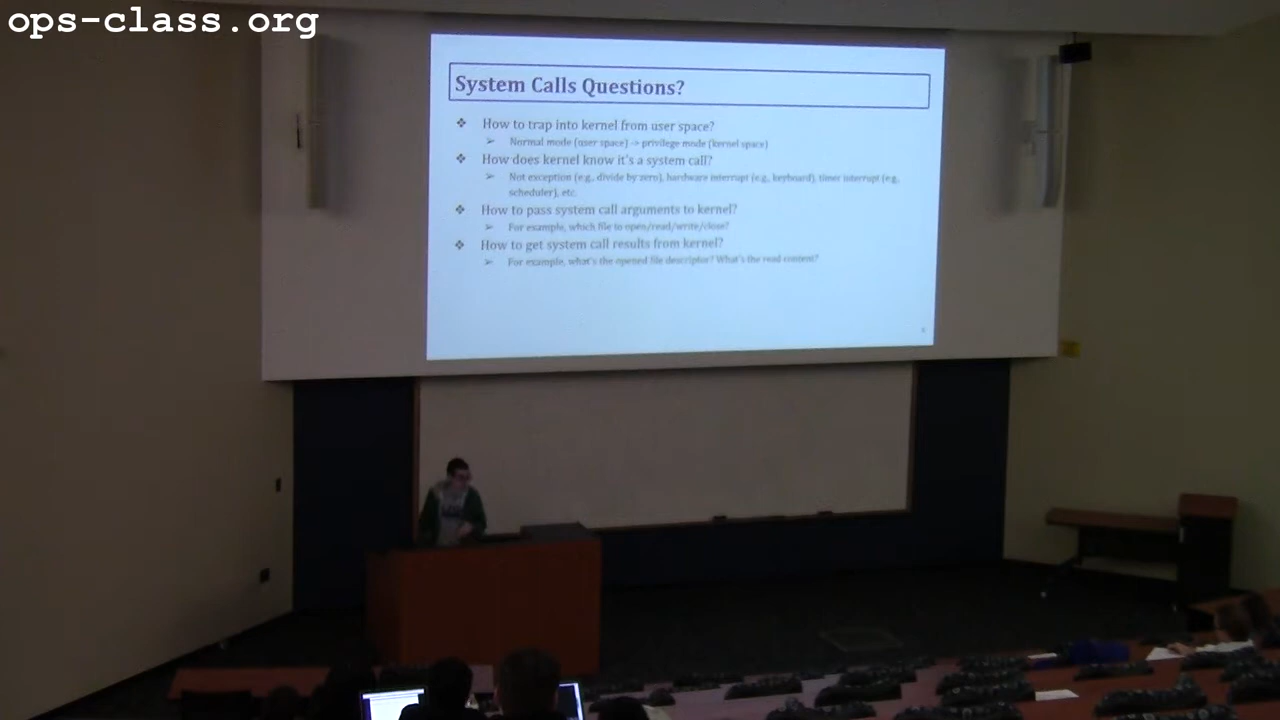 ops-class.org
System Calls Questions?
❖ How to trap into kernel from user space?
➢ Normal mode (user space) -> privilege mode (kernel space)
❖ How does kernel know it's a system call?
➢ Not exception (e.g., divide by zero), hardware interrupt (e.g., keyboard), timer interrupt (e.g.,
scheduler), etc.
❖ How to pass system call arguments to kernel?
➢ For example, which file to open/read/write/close?
❖ How to get system call results from kernel?
➢ For example, what's the opened file descriptor? What's the read content?